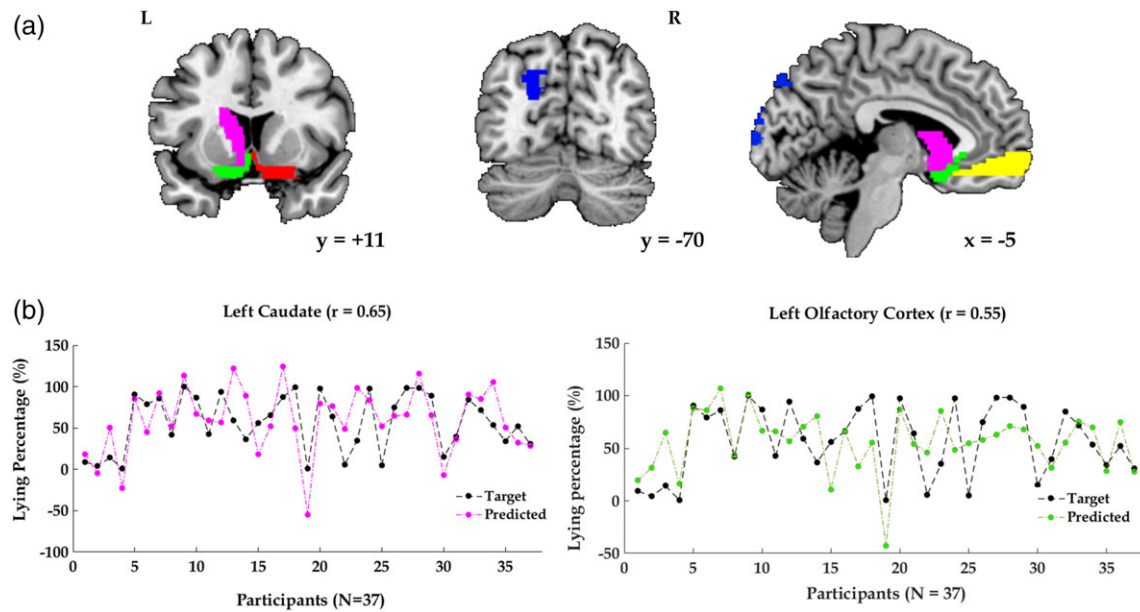 (a)
L
R
y = +11
y = -70
x = -5
(b)
Left Caudate (r = 0.65)
Lying Percentage (%)
150
100
50
0
-50
-100
0
5
10
15
20
25
30
35
Target
Predicted
Participants (N=37)
Left Olfactory Cortex (r = 0.55)
Lying percentage (%)
150
100
50
0
-50
0
5
10
15
20
25
30
35
Target
Predicted
Participants (N = 37)